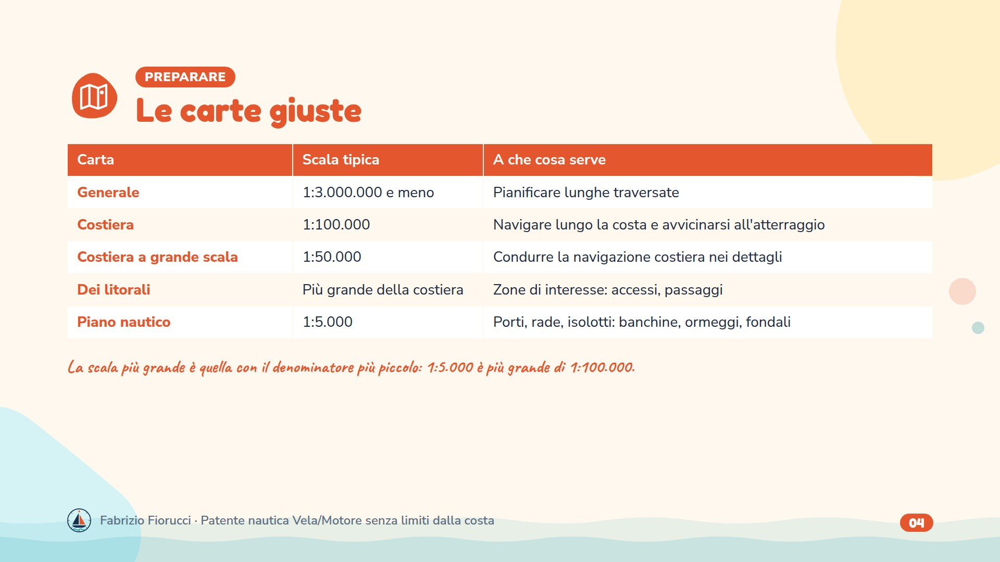 PREPARARE
Le carte giuste
Carta Scala tipica A che cosa serve
Generale 1:3.000.000 e meno Pianificare lunghe traversate
Costiera 1:100.000 Navigare lungo la costa e avvicinarsi all'atterraggio
Costiera a grande scala 1:50.000 Condurre la navigazione costiera nei dettagli
Dei litorali Più grande della costiera Zone di interesse: accessi, passaggi
Piano nautico 1:5.000 Porti, rade, isolotti: banchine, ormeggi, fondali
La scala più grande è quella con il denominatore più piccolo: 1:5.000 è più grande di 1:100.000.
Fabrizio Fiorucci · Patente nautica Vela/Motore senza limiti dalla costa
04